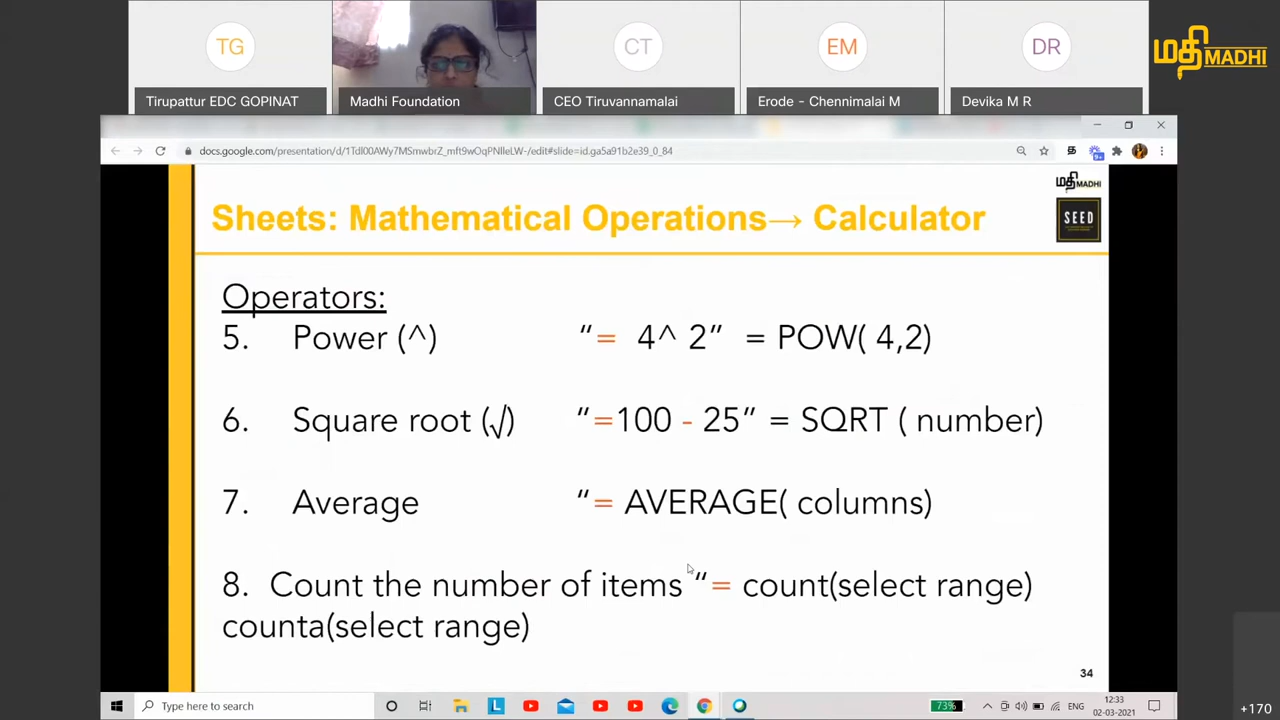 TG
CT
EM
DR
மதி MADHI
Tirupattur EDC GOPINAT
Madhi Foundation
CEO Tiruvannamalai
Erode - Chennimalai M
Devika M R
docs.google.com/presentation/d/1Tdl00AWy7MSmwbrZ_mft9wOqPNlleLW-/edit#slide=id.ga5a91b2e39_0_84
மதி MADHI
Sheets: Mathematical Operations→ Calculator
SEED
Operators:
5. Power (^) “= 4^ 2” = POW( 4,2)
6. Square root (√) “=100 - 25” = SQRT ( number)
7. Average “= AVERAGE( columns)
8. Count the number of items “= count(select range)
counta(select range)
34
Type here to search
73%
ENG
12:33
02-03-2021
+170